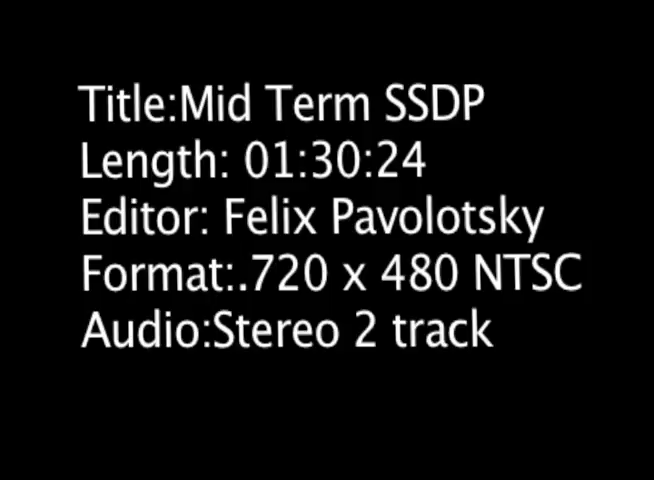 Title:Mid Term SSDP
Length: 01:30:24
Editor: Felix Pavolotsky
Format:.720 x 480 NTSC
Audio:Stereo 2 track